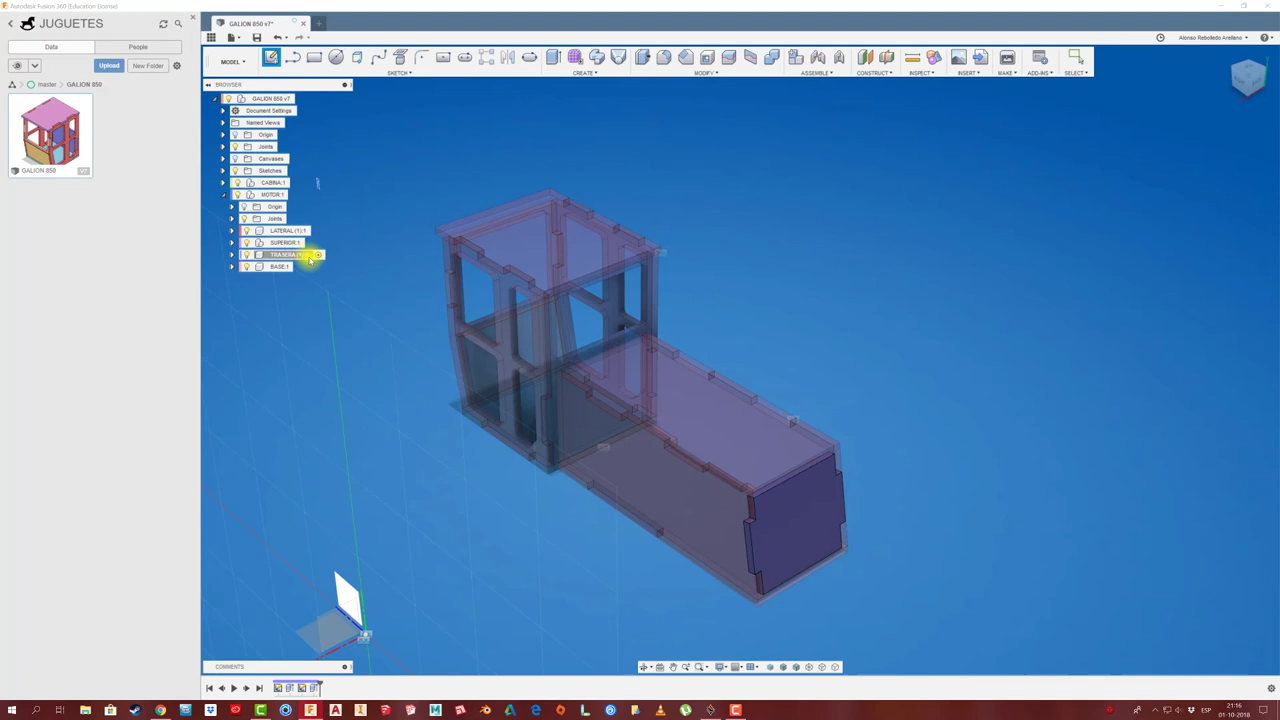 Autodesk Fusion 360 (Education License)
JUGUETES
GALION 850 v7*
Alonso Rebolledo Arellano
Data
People
Upload
New Folder
MODEL
SKETCH
CREATE
MODIFY
ASSEMBLE
CONSTRUCT
INSPECT
INSERT
MAKE
ADD-INS
SELECT
master
GALION 850
BROWSER
GALION 850 v7
Document Settings
Named Views
Origin
Joints
Canvases
Sketches
CABINA:1
MOTOR:1
Origin
Joints
LATERAL (1):1
SUPERIOR:1
BASE:1
GALION 850
V7
COMMENTS
ESP
21:16
01-10-2018